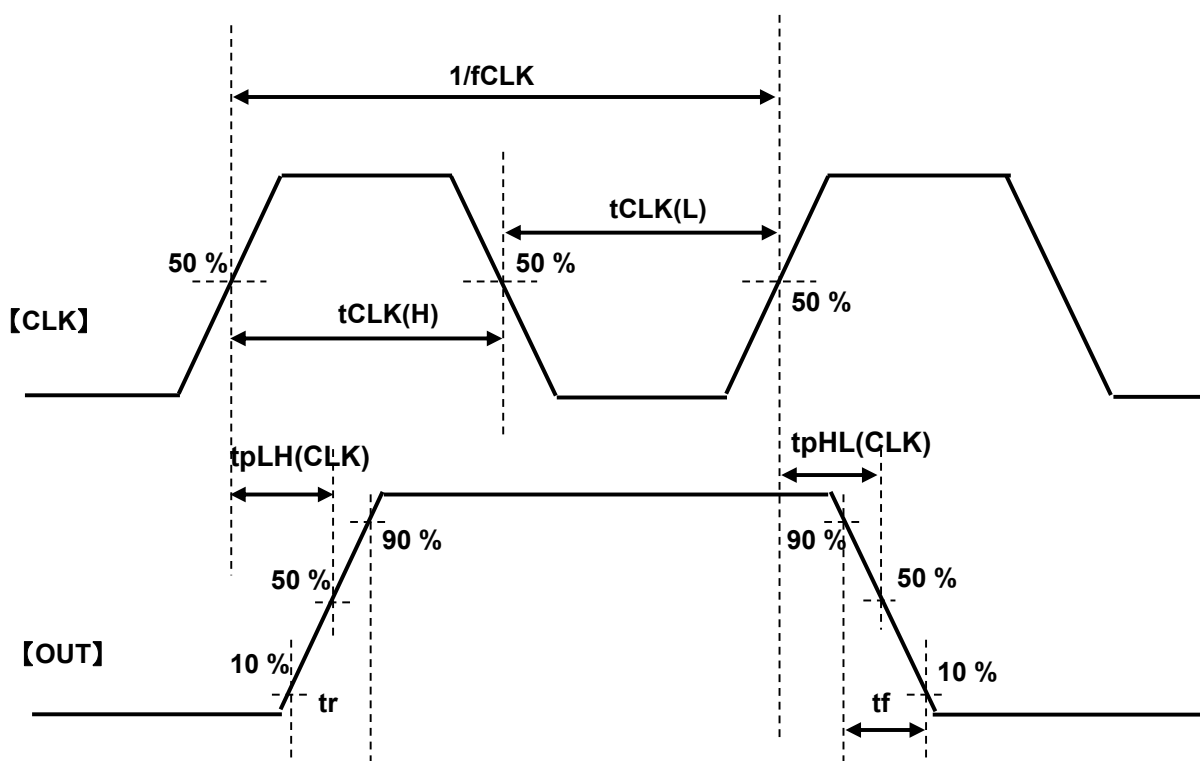 1/fCLK
tCLK(L)
50 %
50 %
50 %
tCLK(H)
【CLK】
tpLH(CLK)
tpHL(CLK)
90 %
90 %
50 %
50 %
【OUT】
10 %
10 %
tr
tf